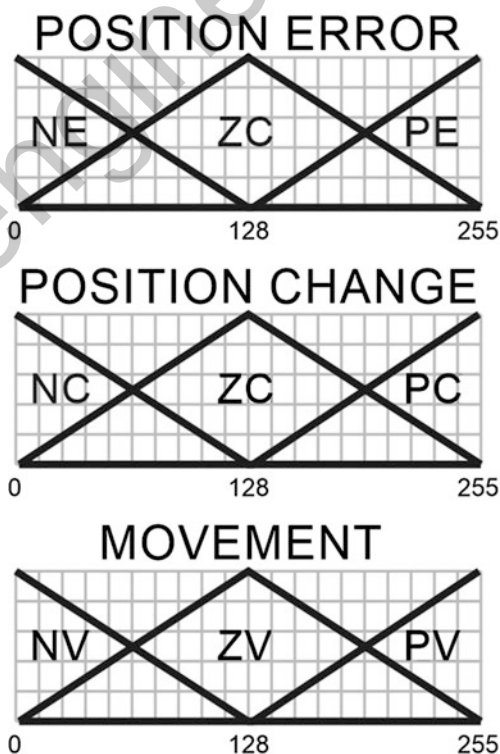 POSITION ERROR
NE ZC PE
0 128 255
POSITION CHANGE
NC ZC PC
0 128 255
MOVEMENT
NV ZV PV
0 128 255